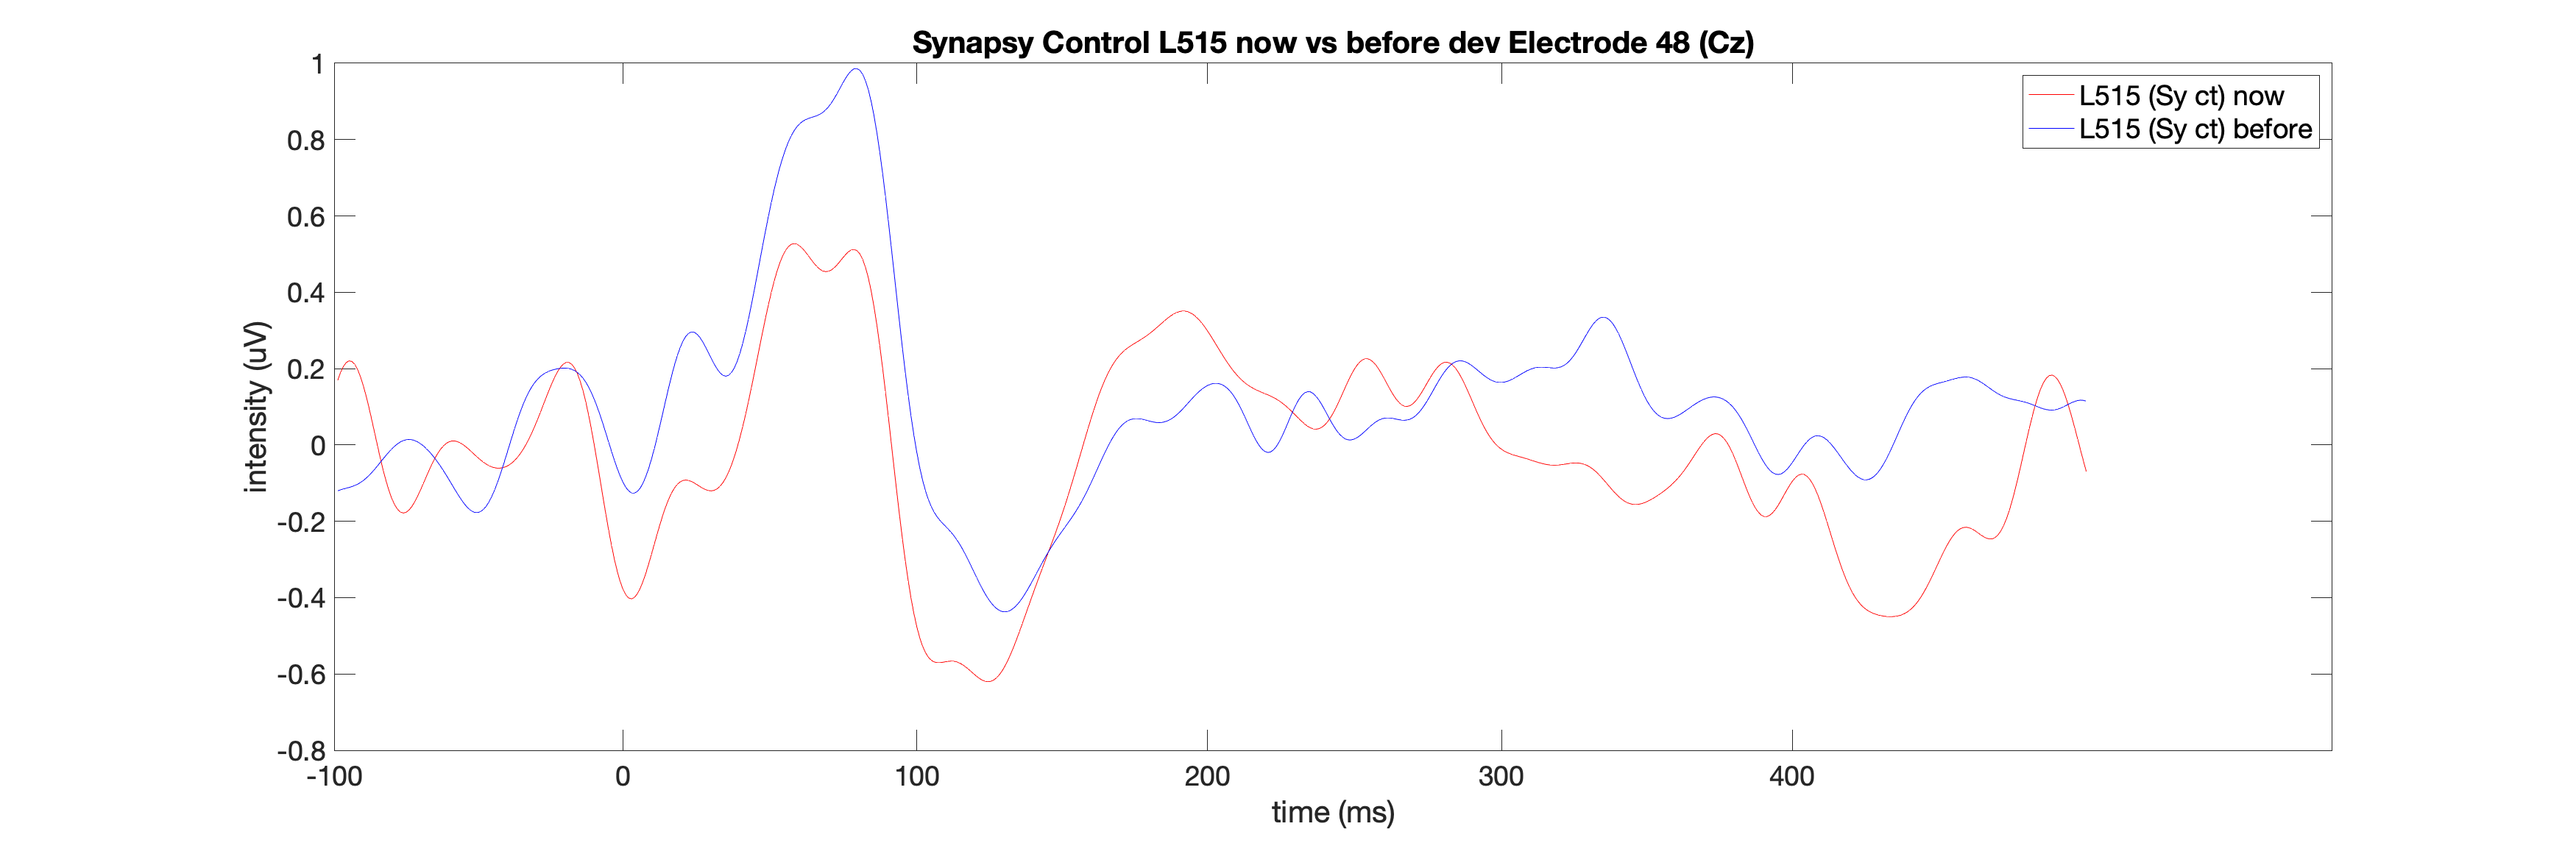 Synapsy Control L515 now vs before dev Electrode 48 (Cz)
1
0.8
0.6
0.4
0.2
0
-0.2
-0.4
-0.6
-0.8
intensity (uV)
L515 (Sy ct) now
L515 (Sy ct) before
-100 0 100 200 300 400
time (ms)